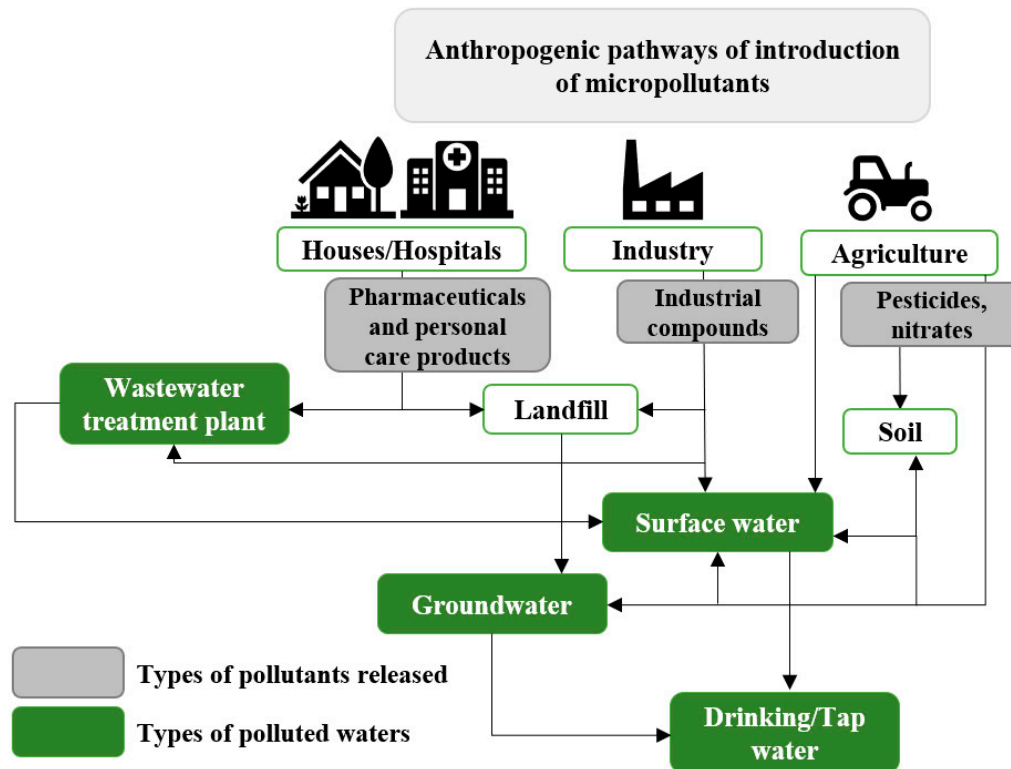 Anthropogenic pathways of introduction
of micropollutants
Houses/Hospitals
Industry
Agriculture
Pharmaceuticals
and personal
care products
Industrial
compounds
Pesticides,
nitrates
Wastewater
treatment plant
Landfill
Soil
Surface water
Groundwater
Types of pollutants released
Types of polluted waters
Drinking/Tap
water